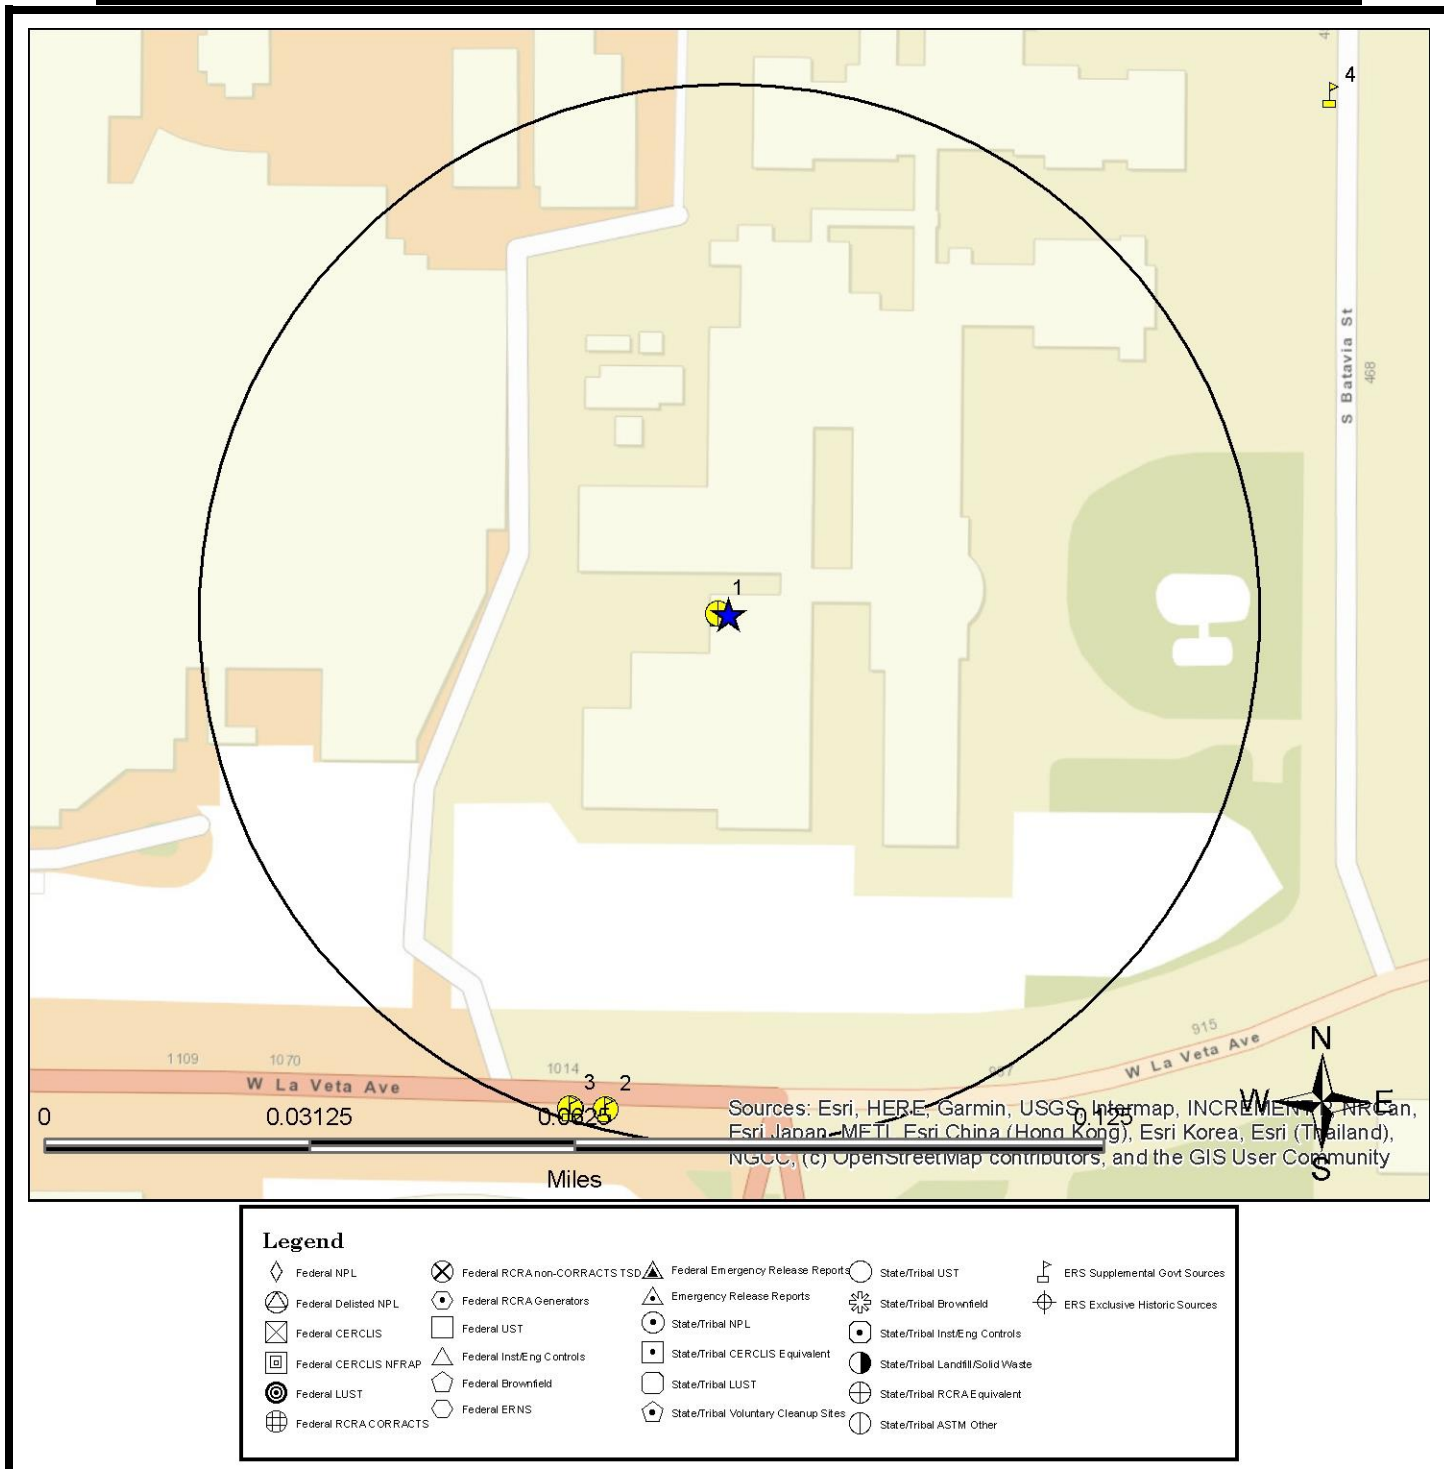 4
4
S Batavia St
468
1
915
W La Veta Ave
1109
1070
W La Veta Ave
1014
3
2
N
W
E
S
0
0.03125
0.0625
0.125
Miles
Sources: Esri, HERE, Garmin, USGS, Intermap, INCREMENT P, NRCan,
Esri Japan, METI, Esri China (Hong Kong), Esri Korea, Esri (Thailand),
NGCC, (c) OpenStreetMap contributors, and the GIS User Community
Legend
Federal NPL
Federal Delisted NPL
Federal CERCLIS
Federal CERCLIS NFRAP
Federal LUST
Federal RCRA CORRACTS
Federal RCRA non-CORRACTS TSD
Federal RCRA Generators
Federal UST
Federal Inst/Eng Controls
Federal Brownfield
Federal ERNS
Federal Emergency Release Reports
Emergency Release Reports
State/Tribal NPL
State/Tribal CERCLIS Equivalent
State/Tribal LUST
State/Tribal Voluntary Cleanup Sites
State/Tribal UST
State/Tribal Brownfield
State/Tribal Inst/Eng Controls
State/Tribal Landfill/Solid Waste
State/Tribal RCRA Equivalent
State/Tribal ASTM Other
ERS Supplemental Govt Sources
ERS Exclusive Historic Sources